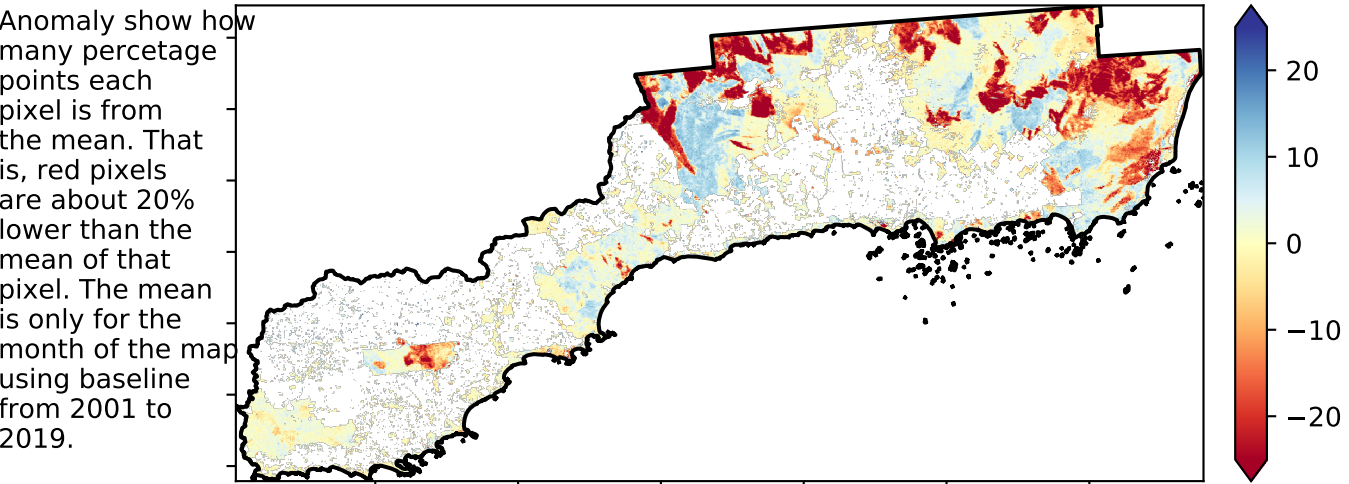 Anomaly show how
many percetage
points each
pixel is from
the mean. That
is, red pixels
are about 20%
lower than the
mean of that
pixel. The mean
is only for the
month of the map
using baseline
from 2001 to
2019.
20
10
0
−10
−20